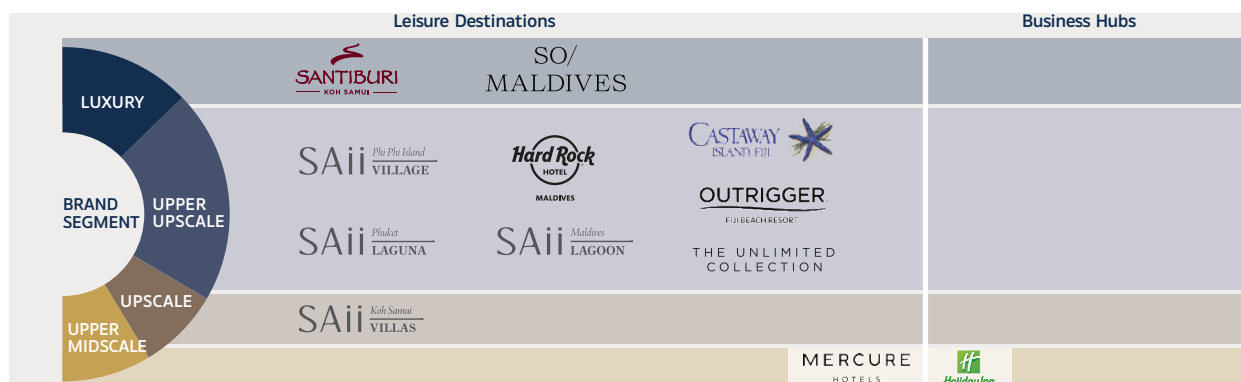 Leisure Destinations
Business Hubs
LUXURY
SANTIBURI
KOH SAMUI
SO/
MALDIVES
BRAND
SEGMENT
UPPER
UPSCALE
SAii Phi Phi Island
VILLAGE
Hard Rock
HOTEL
MALDIVES
CASTAWAY
ISLAND, FIJI
OUTRIGGER
FIJI BEACH RESORT
SAii Phuket
LAGUNA
SAii Maldives
LAGOON
THE UNLIMITED
COLLECTION
UPSCALE
SAii Koh Samui
VILLAS
UPPER
MIDSCALE
MERCURE
HOTELS
H
Holiday Inn